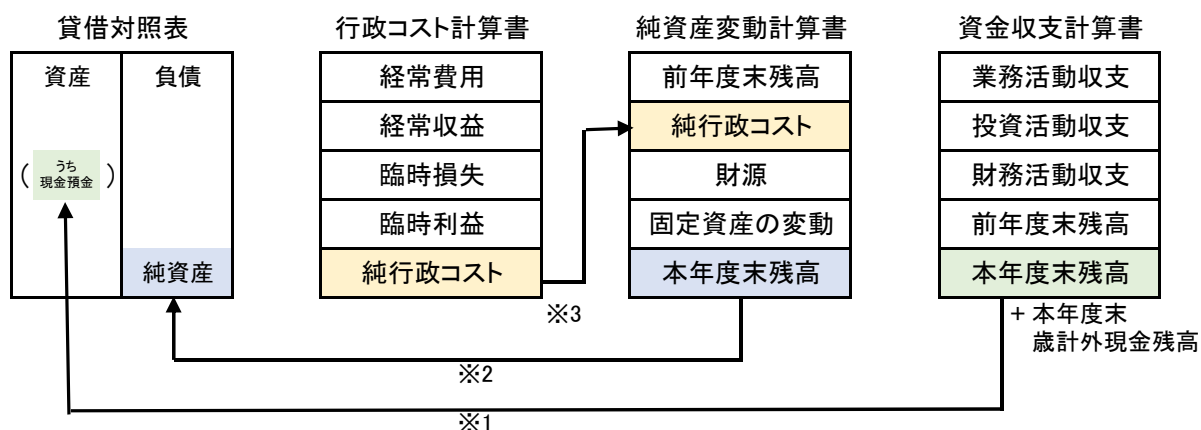 貸借対照表
資産
負債
(うち
現金預金)
純資産
行政コスト計算書
経常費用
経常収益
臨時損失
臨時利益
純行政コスト
純資産変動計算書
前年度末残高
純行政コスト
財源
固定資産の変動
本年度末残高
資金収支計算書
業務活動収支
投資活動収支
財務活動収支
前年度末残高
本年度末残高
+本年度末
歳計外現金残高
※3
※2
※1